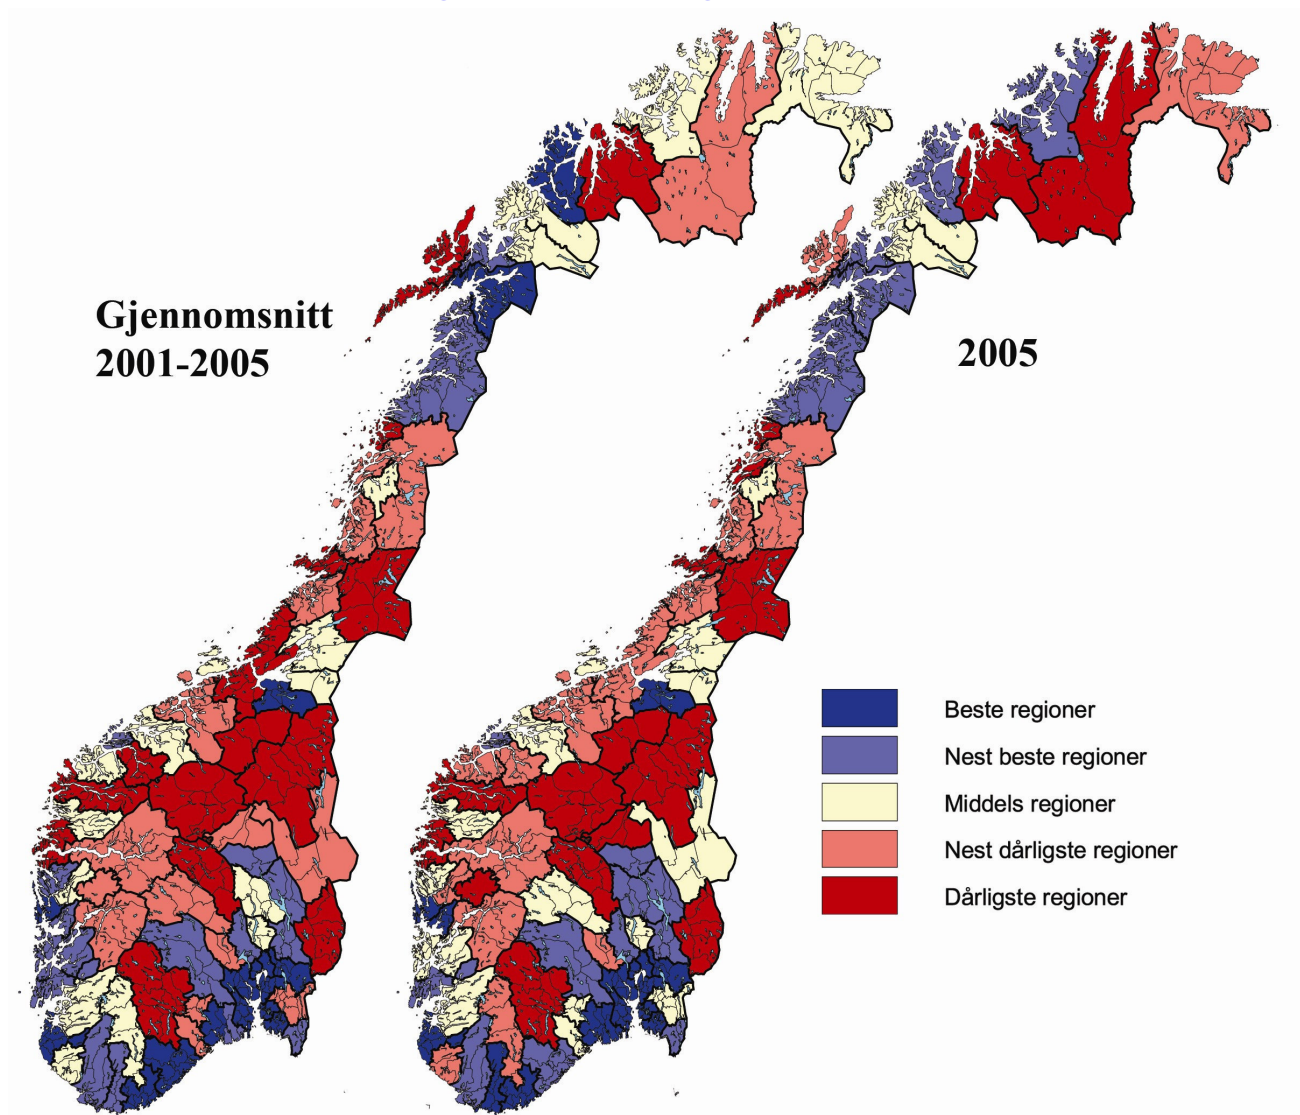 Gjennomsnitt
2001-2005
2005
Beste regioner
Nest beste regioner
Middels regioner
Nest dårligste regioner
Dårligste regioner